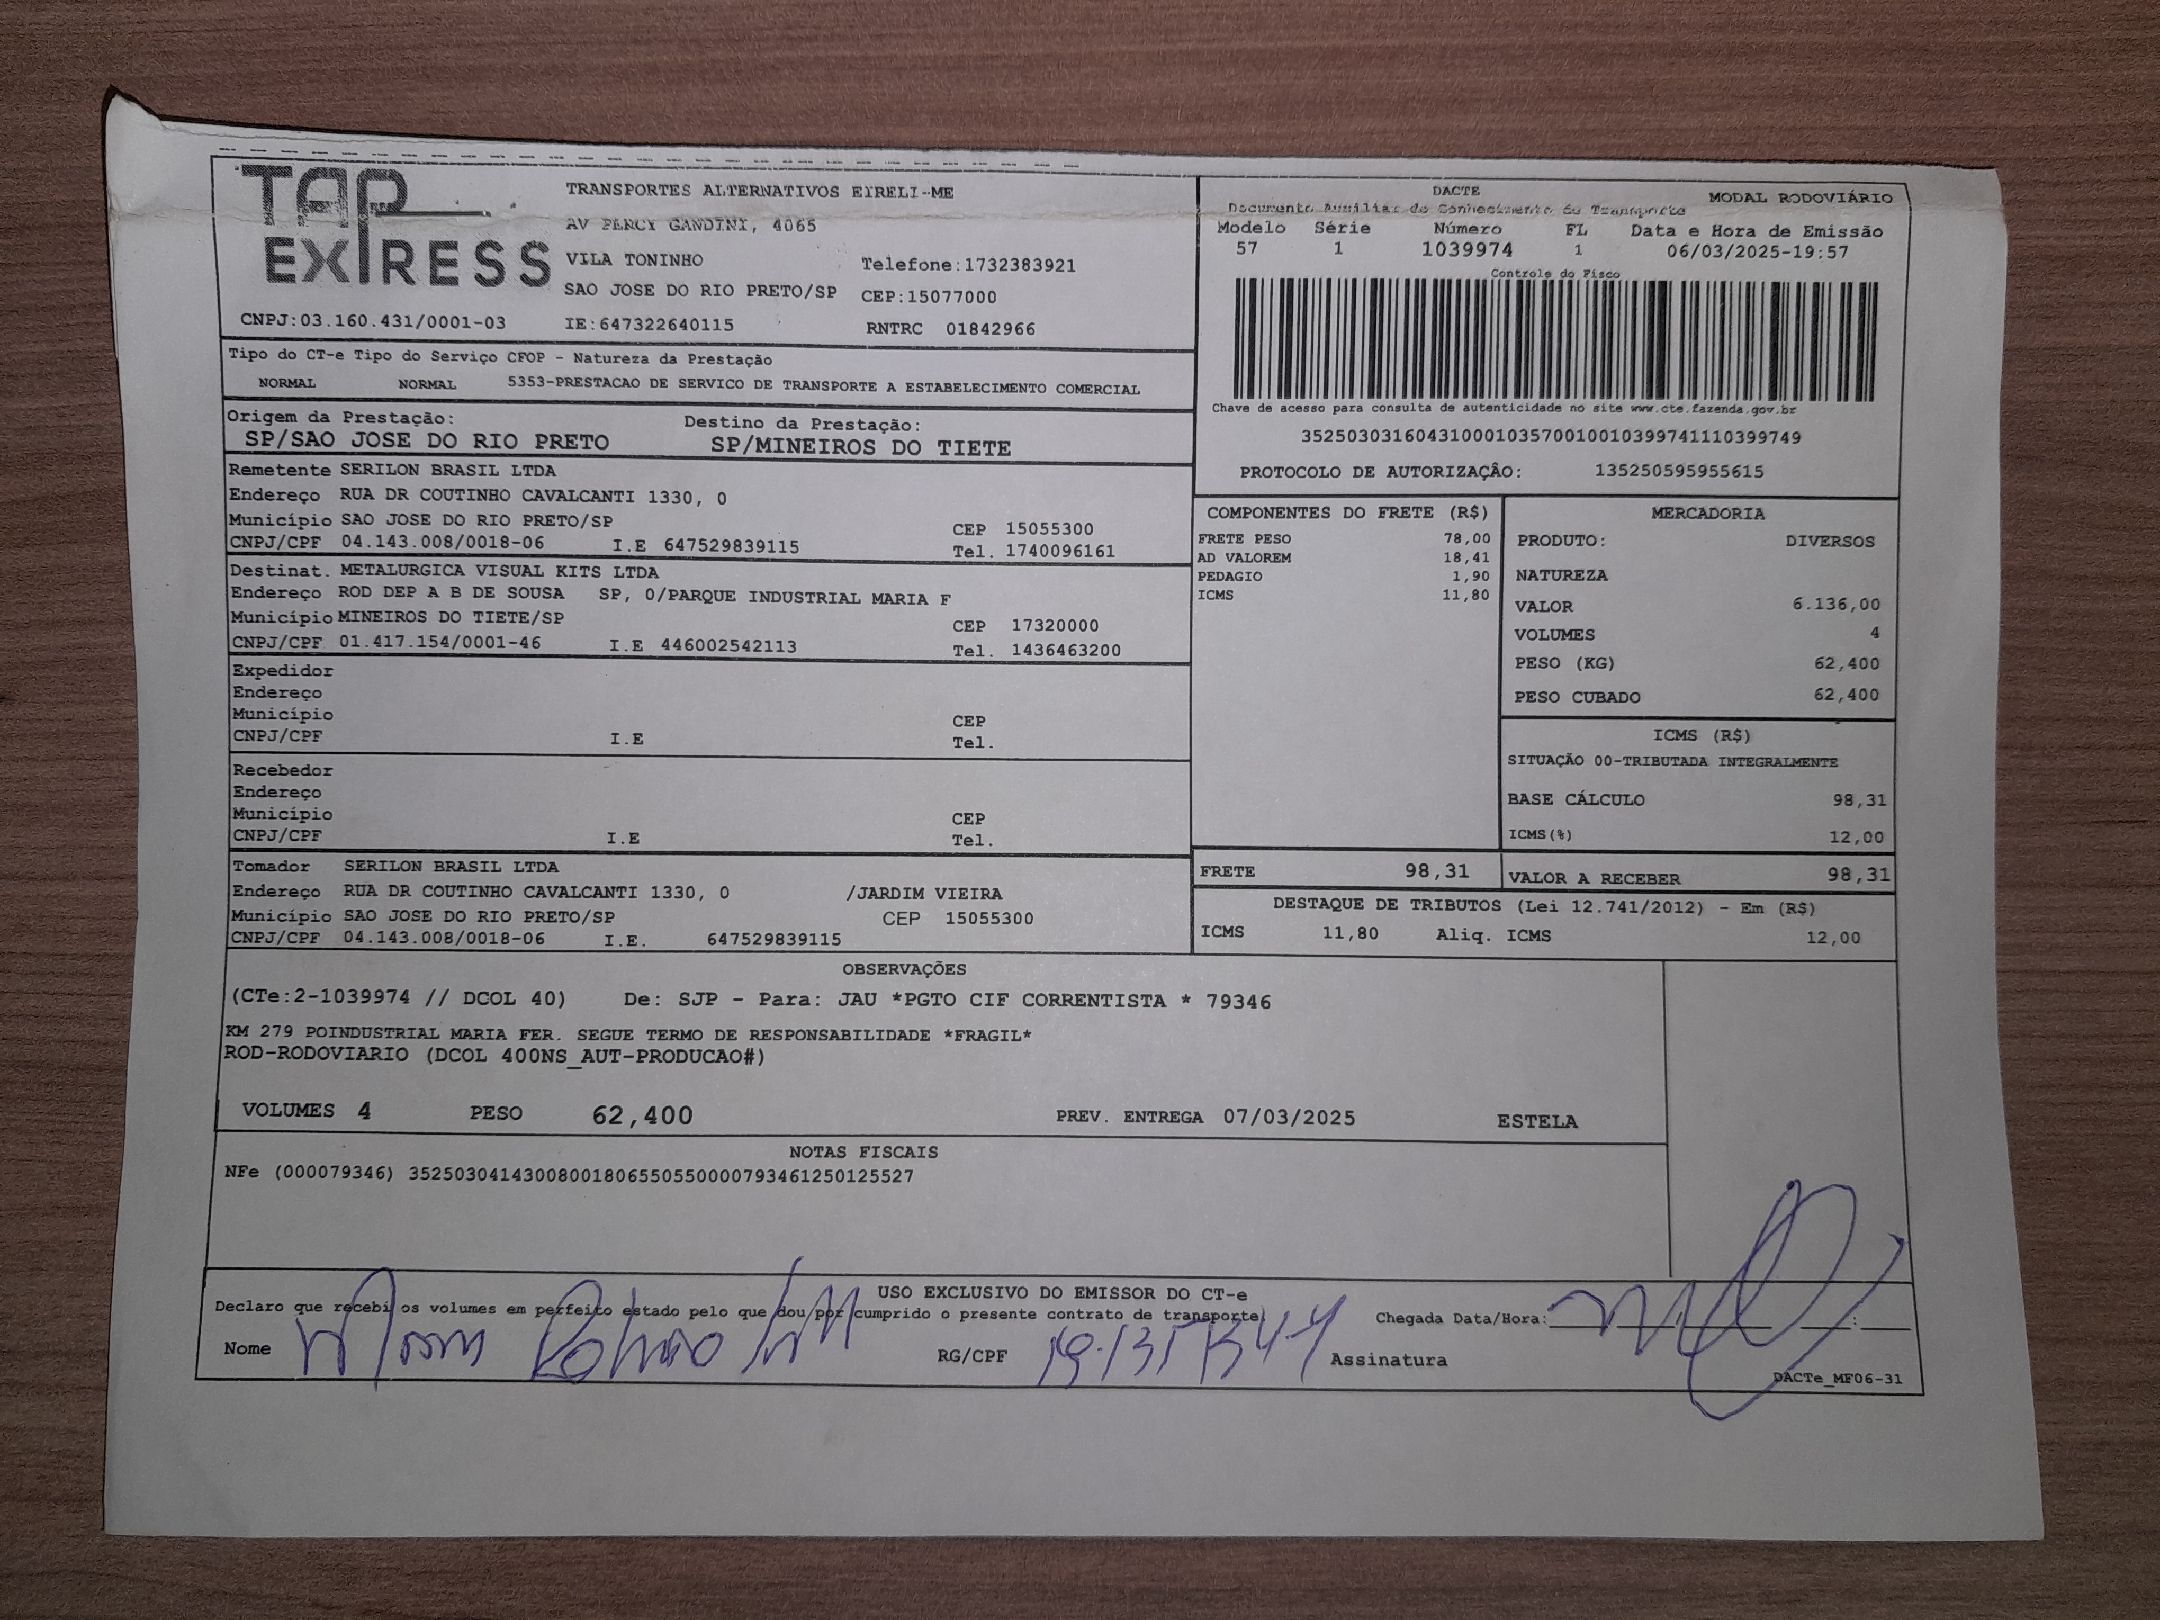 TAP EXPRESS
TRANSPORTES ALTERNATIVOS EIRELI-ME
AV PERCY GANDINI, 4065
VILA TONINHO Telefone:1732383921
SAO JOSE DO RIO PRETO/SP CEP:15077000
CNPJ:03.160.431/0001-03 IE:647322640115 RNTRC 01842966
DACTE MODAL RODOVIÁRIO
Documento Auxiliar do Conhecimento de Transporte
Modelo Série Número FL Data e Hora de Emissão
57 1 1039974 1 06/03/2025-19:57
Controle do Fisco
Chave de acesso para consulta de autenticidade no site www.cte.fazenda.gov.br
35250303160431000103570010010399741110399749
PROTOCOLO DE AUTORIZAÇÃO: 135250595955615
Tipo do CT-e Tipo do Serviço CFOP - Natureza da Prestação
NORMAL NORMAL 5353-PRESTACAO DE SERVICO DE TRANSPORTE A ESTABELECIMENTO COMERCIAL
Origem da Prestação: Destino da Prestação:
SP/SAO JOSE DO RIO PRETO SP/MINEIROS DO TIETE
Remetente SERILON BRASIL LTDA
Endereço RUA DR COUTINHO CAVALCANTI 1330, 0
Município SAO JOSE DO RIO PRETO/SP CEP 15055300
CNPJ/CPF 04.143.008/0018-06 I.E 647529839115 Tel. 1740096161
Destinat. METALURGICA VISUAL KITS LTDA
Endereço ROD DEP A B DE SOUSA SP, 0/PARQUE INDUSTRIAL MARIA F
Município MINEIROS DO TIETE/SP CEP 17320000
CNPJ/CPF 01.417.154/0001-46 I.E 446002542113 Tel. 1436463200
Expedidor
Endereço
Município CEP
CNPJ/CPF I.E Tel.
Recebedor
Endereço
Município CEP
CNPJ/CPF I.E Tel.
Tomador SERILON BRASIL LTDA
Endereço RUA DR COUTINHO CAVALCANTI 1330, 0 /JARDIM VIEIRA
Município SAO JOSE DO RIO PRETO/SP CEP 15055300
CNPJ/CPF 04.143.008/0018-06 I.E. 647529839115
COMPONENTES DO FRETE (R$)
FRETE PESO 78,00
AD VALOREM 18,41
PEDAGIO 1,90
ICMS 11,80
MERCADORIA
PRODUTO: DIVERSOS
NATUREZA
VALOR 6.136,00
VOLUMES 4
PESO (KG) 62,400
PESO CUBADO 62,400
ICMS (R$)
SITUAÇÃO 00-TRIBUTADA INTEGRALMENTE
BASE CÁLCULO 98,31
ICMS(%) 12,00
FRETE 98,31 VALOR A RECEBER 98,31
DESTAQUE DE TRIBUTOS (Lei 12.741/2012) - Em (R$)
ICMS 11,80 Aliq. ICMS 12,00
OBSERVAÇÕES
(CTe:2-1039974 // DCOL 40) De: SJP - Para: JAU *PGTO CIF CORRENTISTA * 79346
KM 279 POINDUSTRIAL MARIA FER. SEGUE TERMO DE RESPONSABILIDADE *FRAGIL*
ROD-RODOVIARIO (DCOL 400NS_AUT-PRODUCAO#)
VOLUMES 4 PESO 62,400 PREV. ENTREGA 07/03/2025 ESTELA
NOTAS FISCAIS
NFe (000079346) 35250304143008001806550550000793461250125527
USO EXCLUSIVO DO EMISSOR DO CT-e
Declaro que recebi os volumes em perfeito estado pelo que dou por cumprido o presente contrato de transporte.
Chegada Data/Hora:
Nome RG/CPF Assinatura
DACTe_MF06-31